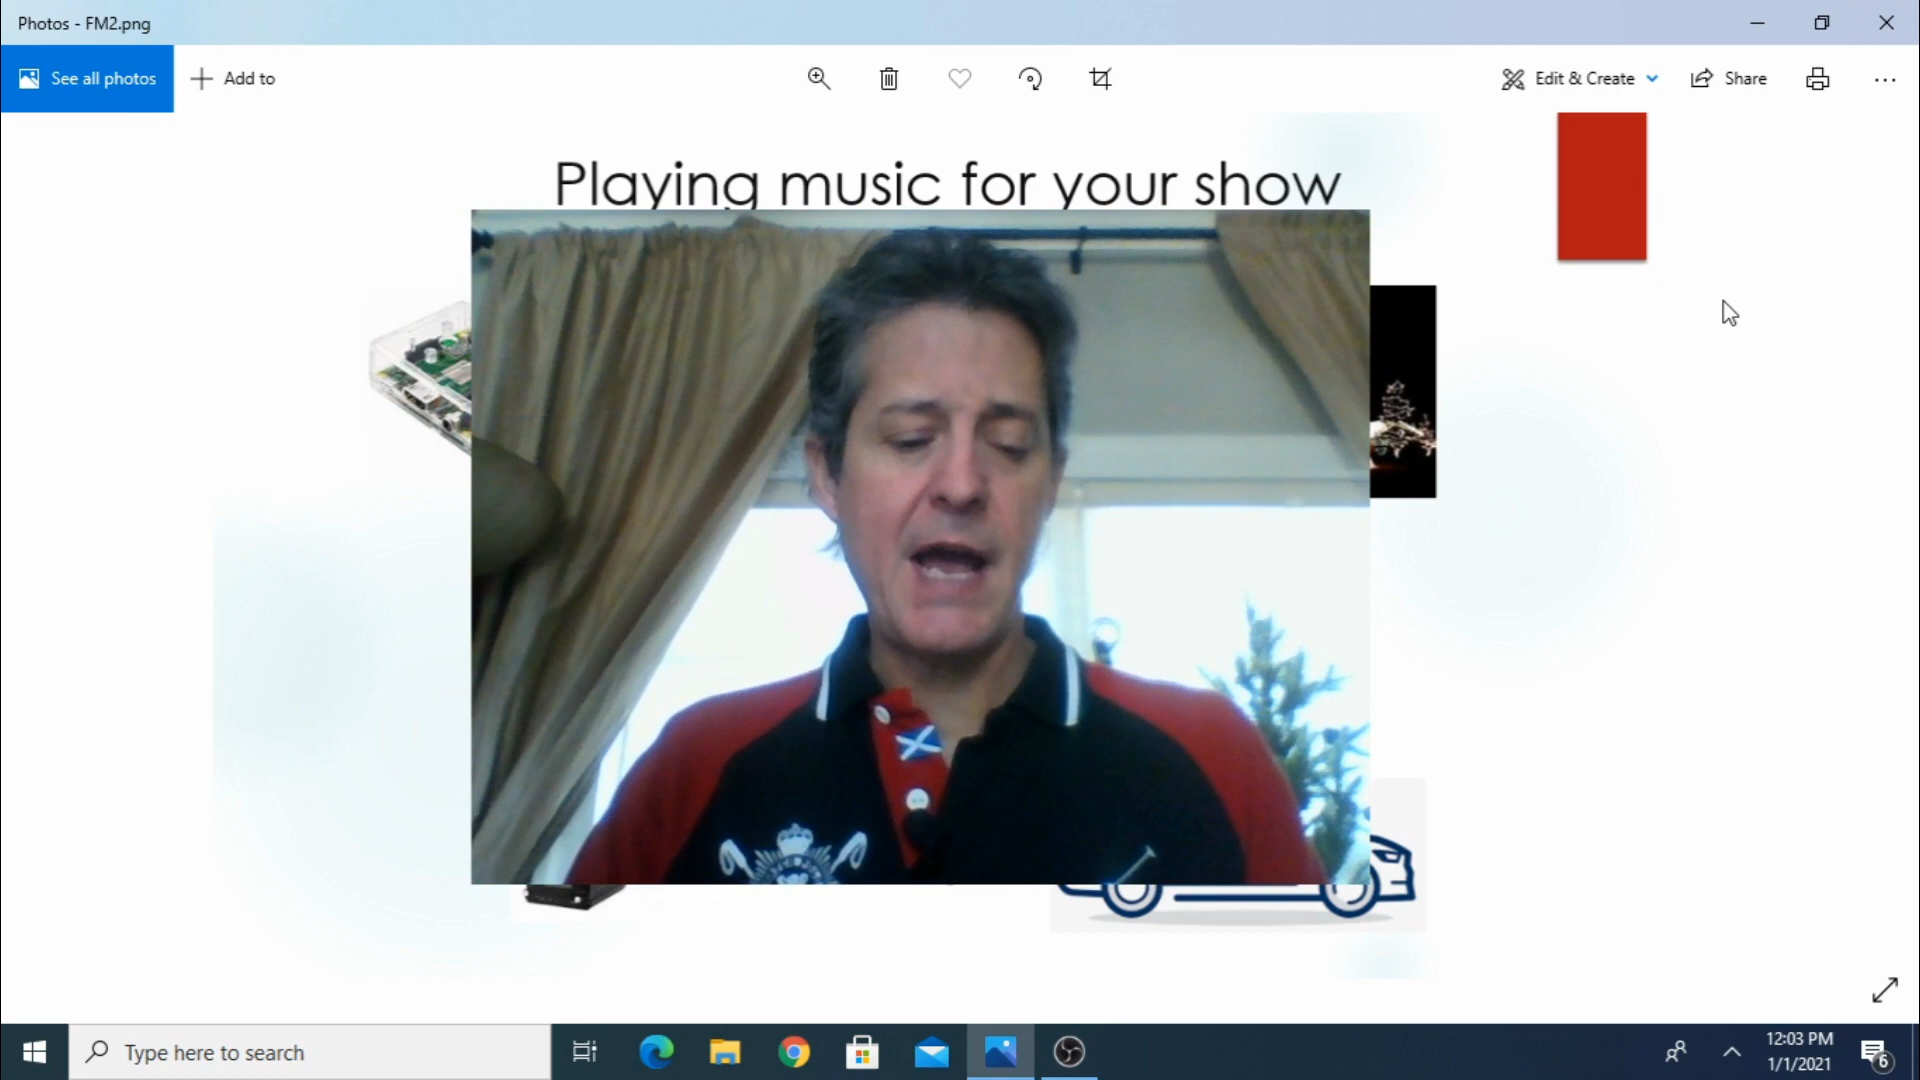 Photos - FM2.png
See all photos
Add to
Edit & Create
Share
Playing music for your show
Type here to search
12:03 PM
1/1/2021
6